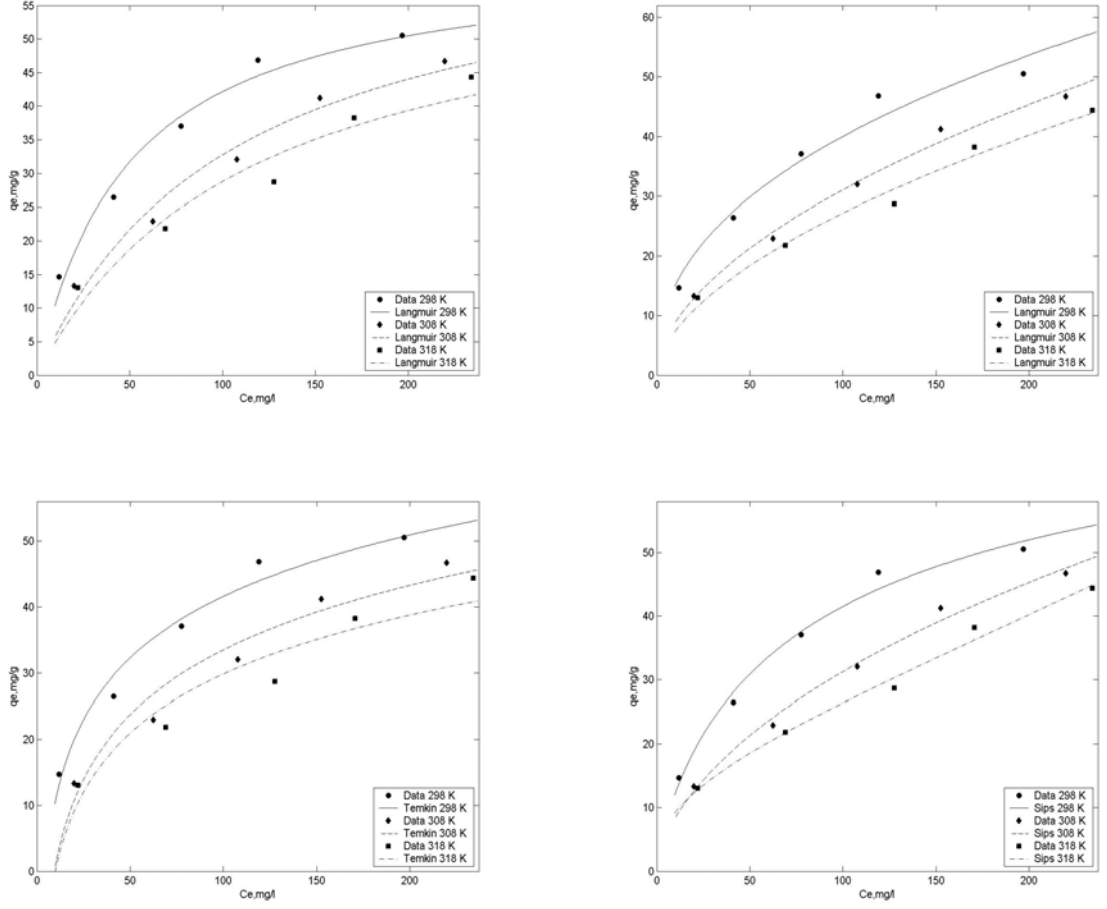 55
50
45
40
35
30
25
20
15
10
5
0
qe,mg/g
0 50 100 150 200
Ce,mg/l
Data 298 K
Langmuir 298 K
Data 308 K
Langmuir 308 K
Data 318 K
Langmuir 318 K
60
50
40
30
20
10
0
qe,mg/g
0 50 100 150 200
Ce,mg/l
Data 298 K
Langmuir 298 K
Data 308 K
Langmuir 308 K
Data 318 K
Langmuir 318 K
50
40
30
20
10
0
qe,mg/g
0 50 100 150 200
Ce,mg/l
Data 298 K
Temkin 298 K
Data 308 K
Temkin 308 K
Data 318 K
Temkin 318 K
50
40
30
20
10
0
qe,mg/g
0 50 100 150 200
Ce,mg/l
Data 298 K
Sips 298 K
Data 308 K
Sips 308 K
Data 318 K
Sips 318 K